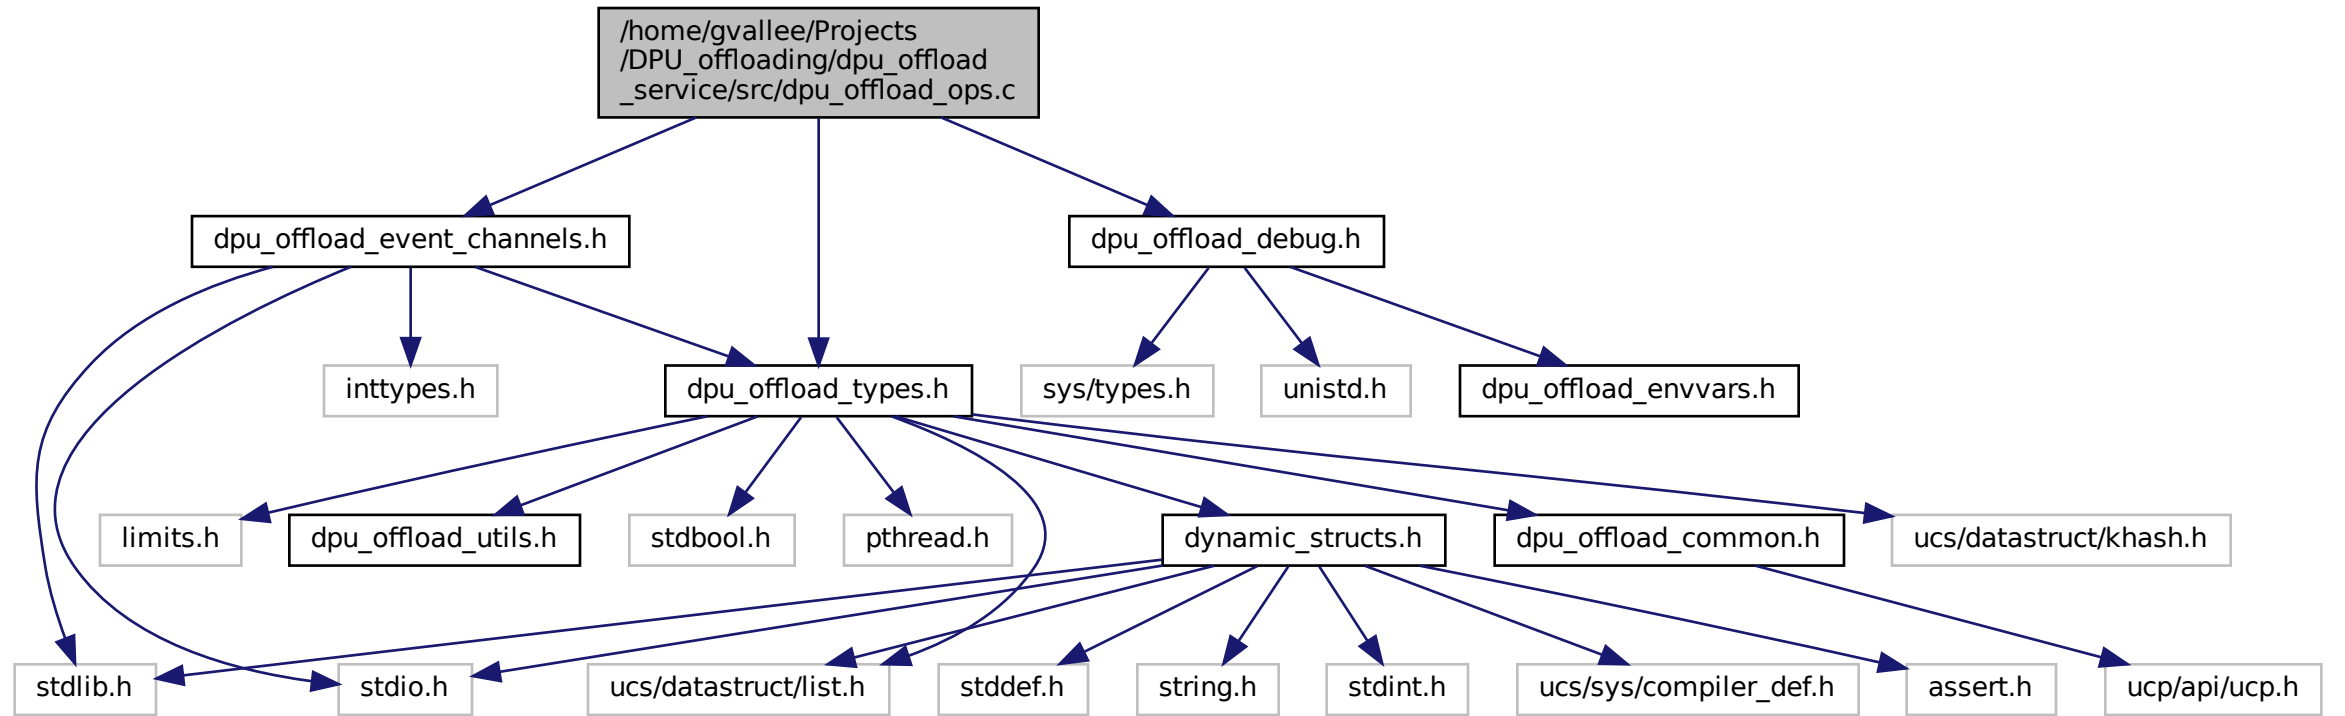 /home/gvallee/Projects
/DPU_offloading/dpu_offload
_service/src/dpu_offload_ops.c
dpu_offload_event_channels.h
dpu_offload_debug.h
inttypes.h
dpu_offload_types.h
sys/types.h
unistd.h
dpu_offload_envvars.h
limits.h
dpu_offload_utils.h
stdbool.h
pthread.h
dynamic_structs.h
dpu_offload_common.h
ucs/datastruct/khash.h
stdlib.h
stdio.h
ucs/datastruct/list.h
stddef.h
string.h
stdint.h
ucs/sys/compiler_def.h
assert.h
ucp/api/ucp.h